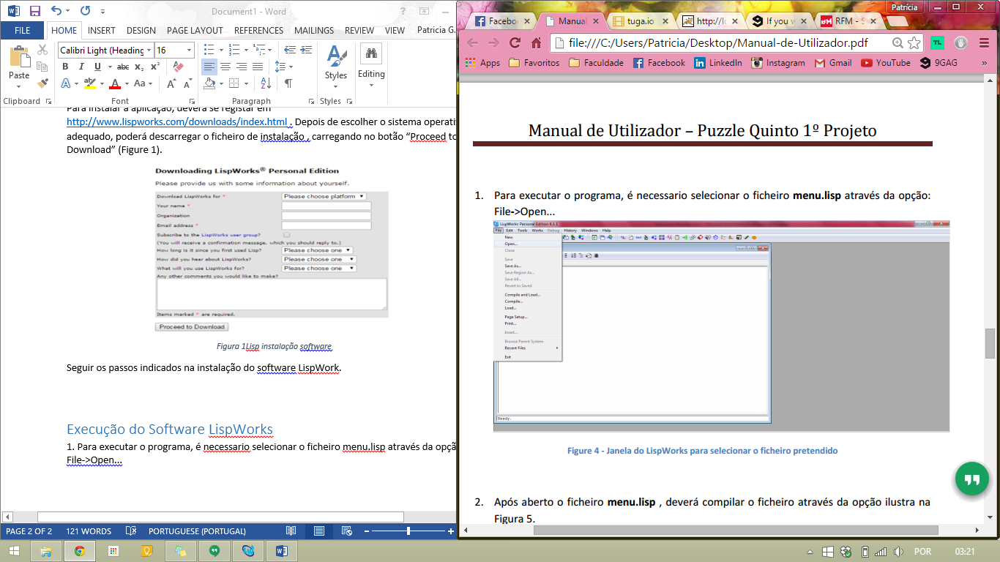 Document1 - Word
Patrícia
FILE HOME INSERT DESIGN PAGE LAYOUT REFERENCES MAILINGS REVIEW VIEW Patricia G.
Calibri Light (Heading 16
Paste
Styles
Editing
Clipboard
Font
Paragraph
Styles
Para instalar a aplicação, deverá se registar em
http://www.lispworks.com/downloads/index.html . Depois de escolher o sistema operati
adequado, poderá descarregar o ficheiro de instalação , carregando no botão “Proceed to
Download” (Figure 1).
Downloading LispWorks® Personal Edition
Please provide us with some information about yourself.
Download LispWorks for * Please choose platform
Your name *
Organization
Email address *
Subscribe to the LispWorks user group?
(You will receive a confirmation message, which you should reply to.)
How long is it since you first used Lisp? Please choose one
How did you hear about LispWorks? Please choose one
What will you use LispWorks for? Please choose one
Any other comments you would like to make?
Items marked * are required.
Proceed to Download
Figura 1Lisp instalação software
Seguir os passos indicados na instalação do software LispWork.
Execução do Software LispWorks
1. Para executar o programa, é necessario selecionar o ficheiro menu.lisp através da opçã
File->Open...
PAGE 2 OF 2 121 WORDS PORTUGUESE (PORTUGAL)
Facebo Manual tuga.io http://lo If you w RFM - S
file:///C:/Users/Patricia/Desktop/Manual-de-Utilizador.pdf
TL
Apps Favoritos Faculdade Facebook LinkedIn Instagram Gmail YouTube 9GAG »
Manual de Utilizador – Puzzle Quinto 1º Projeto
1. Para executar o programa, é necessario selecionar o ficheiro menu.lisp através da opção:
File->Open...
LispWorks Personal Edition 6.1.1
File Edit Tools Works Debug History Windows Help
New
Open...
Close
Save
Save As...
Save Region As...
Save All...
Revert to Saved
Compile and Load...
Compile...
Load...
Page Setup...
Print...
Insert...
Browse Parent System
Recent Files
Exit
Ready.
Figure 4 - Janela do LispWorks para selecionar o ficheiro pretendido
2. Após aberto o ficheiro menu.lisp , deverá compilar o ficheiro através da opção ilustra na
Figura 5.
POR 03:21